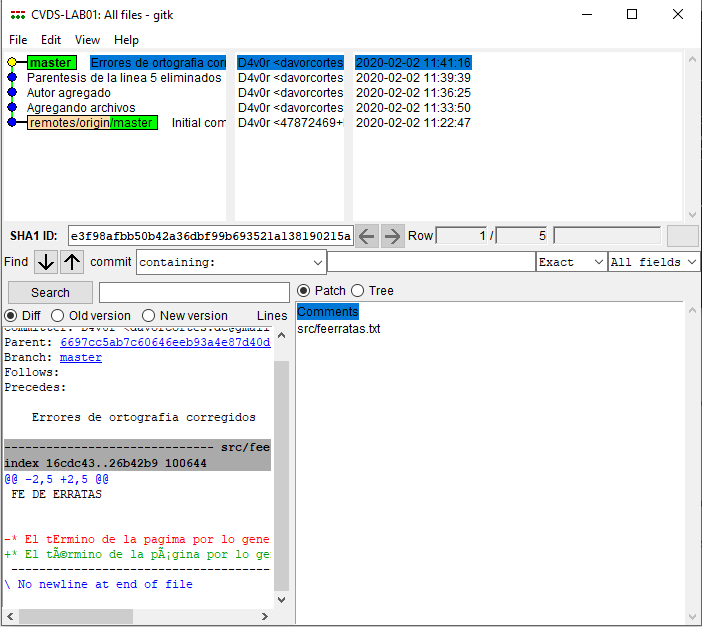 CVDS-LAB01: All files - gitk
File Edit View Help
master Errores de ortografia cor D4v0r <davorcortes 2020-02-02 11:41:16
Parentesis de la linea 5 eliminados D4v0r <davorcortes 2020-02-02 11:39:39
Autor agregado D4v0r <davorcortes 2020-02-02 11:36:25
Agregando archivos D4v0r <davorcortes 2020-02-02 11:33:50
remotes/origin/master Initial com D4v0r <47872469+ 2020-02-02 11:22:47
SHA1 ID: e3f98afbb50b42a36dbf99b693521a138190215a Row 1 / 5
Find commit containing: Exact All fields
Search
Patch Tree
Diff Old version New version Lines
Comments
src/feerratas.txt
Committer: D4v0r <davorcortes.dc@gmail
Parent: 6697cc5ab7c60646eeb93a4e87d40d
Branch: master
Follows:
Precedes:
Errores de ortografia corregidos
------------------------------ src/fee
index 16cdc43..26b42b9 100644
@@ -2,5 +2,5 @@
FE DE ERRATAS
-* El tErmino de la pagima por lo gene
+* El tÃ©rmino de la pÃ¡gina por lo ge
--------------------------------------
\ No newline at end of file